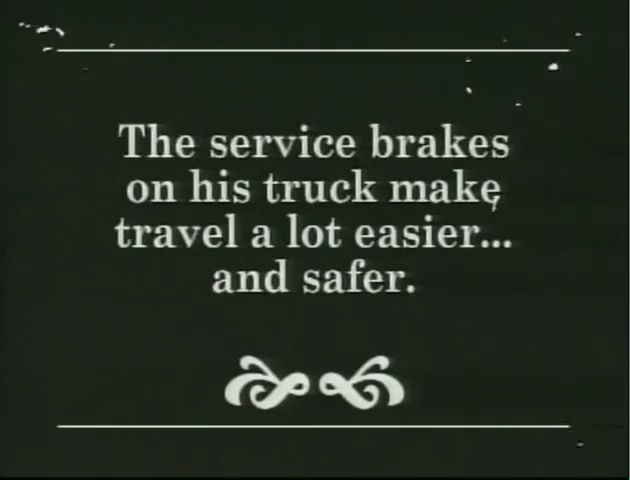 The service brakes
on his truck make
travel a lot easier...
and safer.